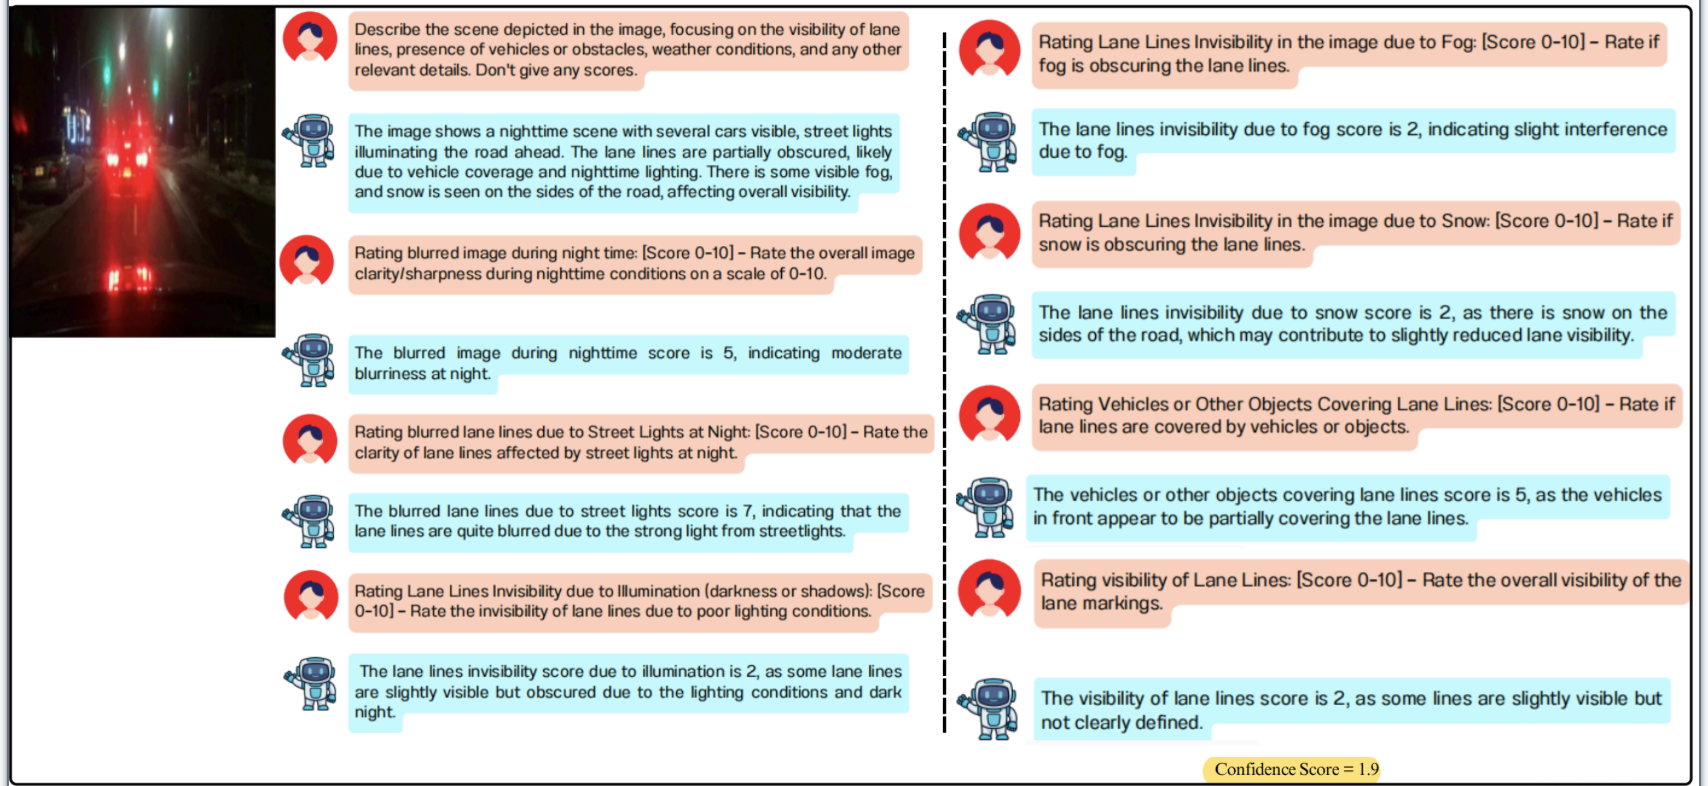 Describe the scene depicted in the image, focusing on the visibility of lane
lines, presence of vehicles or obstacles, weather conditions, and any other
relevant details. Don't give any scores.
The image shows a nighttime scene with several cars visible, street lights
illuminating the road ahead. The lane lines are partially obscured, likely
due to vehicle coverage and nighttime lighting. There is some visible fog,
and snow is seen on the sides of the road, affecting overall visibility.
Rating blurred image during night time: [Score 0-10] – Rate the overall image
clarity/sharpness during nighttime conditions on a scale of 0-10.
The blurred image during nighttime score is 5, indicating moderate
blurriness at night.
Rating blurred lane lines due to Street Lights at Night: [Score 0-10] – Rate the
clarity of lane lines affected by street lights at night.
The blurred lane lines due to street lights score is 7, indicating that the
lane lines are quite blurred due to the strong light from streetlights.
Rating Lane Lines Invisibility due to Illumination (darkness or shadows): [Score
0-10] – Rate the invisibility of lane lines due to poor lighting conditions.
The lane lines invisibility score due to illumination is 2, as some lane lines
are slightly visible but obscured due to the lighting conditions and dark
night.
Rating Lane Lines Invisibility in the image due to Fog: [Score 0-10] – Rate if
fog is obscuring the lane lines.
The lane lines invisibility due to fog score is 2, indicating slight interference
due to fog.
Rating Lane Lines Invisibility in the image due to Snow: [Score 0-10] – Rate if
snow is obscuring the lane lines.
The lane lines invisibility due to snow score is 2, as there is snow on the
sides of the road, which may contribute to slightly reduced lane visibility.
Rating Vehicles or Other Objects Covering Lane Lines: [Score 0-10] – Rate if
lane lines are covered by vehicles or objects.
The vehicles or other objects covering lane lines score is 5, as the vehicles
in front appear to be partially covering the lane lines.
Rating visibility of Lane Lines: [Score 0-10] – Rate the overall visibility of the
lane markings.
The visibility of lane lines score is 2, as some lines are slightly visible but
not clearly defined.
Confidence Score = 1.9